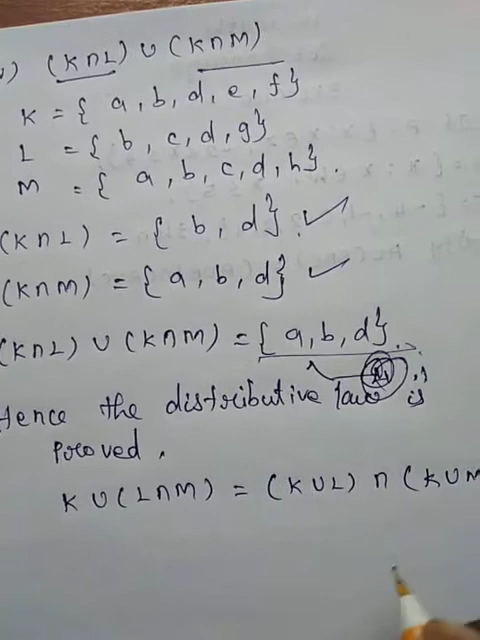 (K∩L) ∪ (K∩M)
K = { a, b, d, e, f}
L = { b, c, d, g}
M = { a, b, c, d, h}.
(K∩L) = { b, d}.
(K∩M) = { a, b, d}
(K∩L) ∪ (K∩M) = { a, b, d}.
Hence the distributive law is
Proved.
K ∪ (L∩M) = (K∪L) ∩ (K∪M